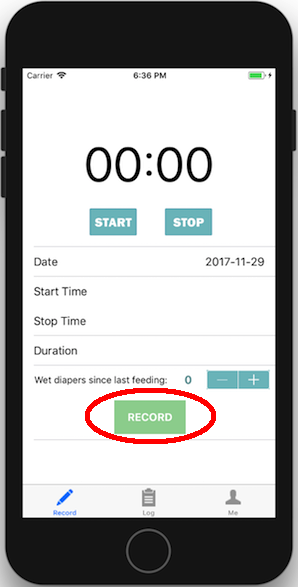 Carrier 6:36 PM
00:00
START STOP
Date 2017-11-29
Start Time
Stop Time
Duration
Wet diapers since last feeding: 0 — +
RECORD
Record Log Me